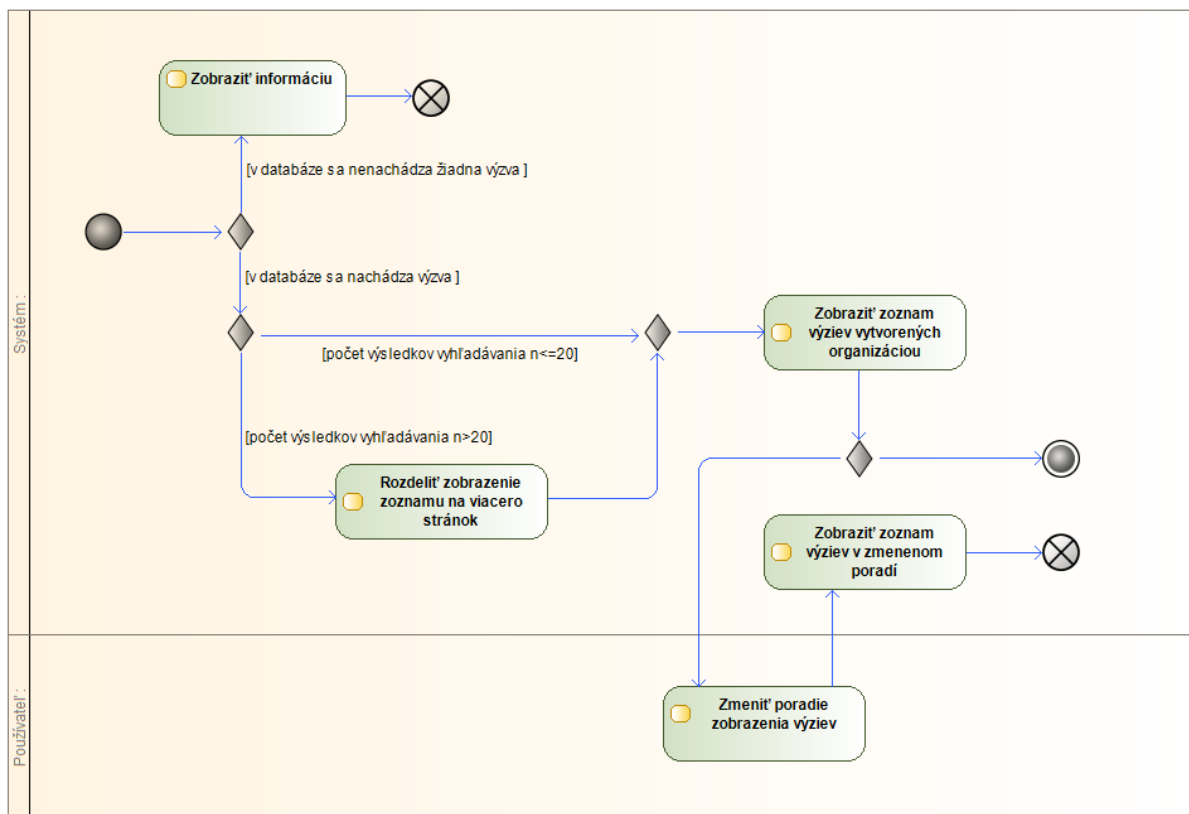 Systém :
Zobraziť informáciu
[v databáze sa nenachádza žiadna výzva ]
[v databáze sa nachádza výzva ]
[počet výsledkov vyhľadávania n<=20]
Zobraziť zoznam
výziev vytvorených
organizáciou
[počet výsledkov vyhľadávania n>20]
Rozdeliť zobrazenie
zoznamu na viacero
stránok
Zobraziť zoznam
výziev v zmenenom
poradí
Používateľ :
Zmeniť poradie
zobrazenia výziev